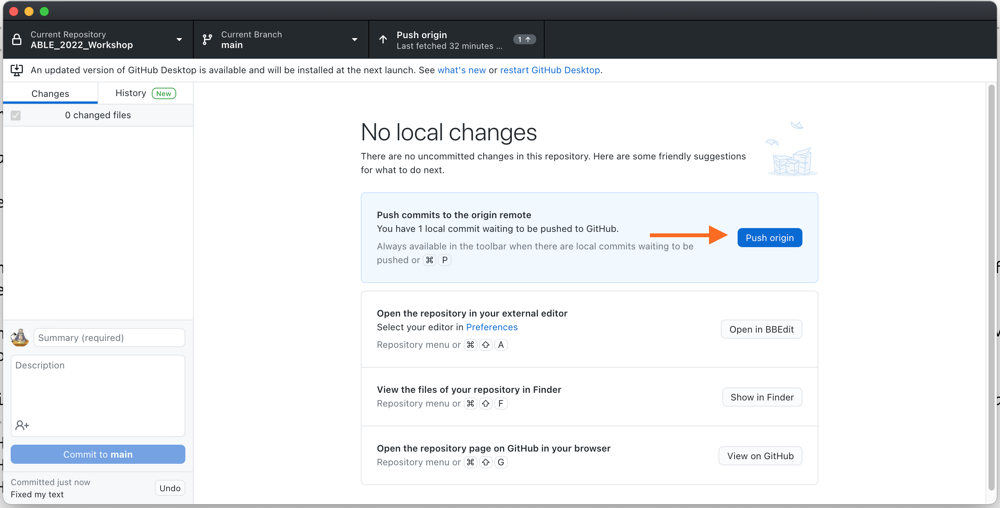 Current Repository
ABLE_2022_Workshop
Current Branch
main
Push origin
Last fetched 32 minutes ...
1 ↑
An updated version of GitHub Desktop is available and will be installed at the next launch. See what's new or restart GitHub Desktop.
Changes
History New
0 changed files
No local changes
There are no uncommitted changes in this repository. Here are some friendly suggestions
for what to do next.
Push commits to the origin remote
You have 1 local commit waiting to be pushed to GitHub.
Always available in the toolbar when there are local commits waiting to be
pushed or ⌘ P
Push origin
Open the repository in your external editor
Select your editor in Preferences
Repository menu or ⌘ ⇧ A
Open in BBEdit
View the files of your repository in Finder
Repository menu or ⌘ ⇧ F
Show in Finder
Open the repository page on GitHub in your browser
Repository menu or ⌘ ⇧ G
View on GitHub
Summary (required)
Description
Commit to main
Committed just now
Fixed my text
Undo